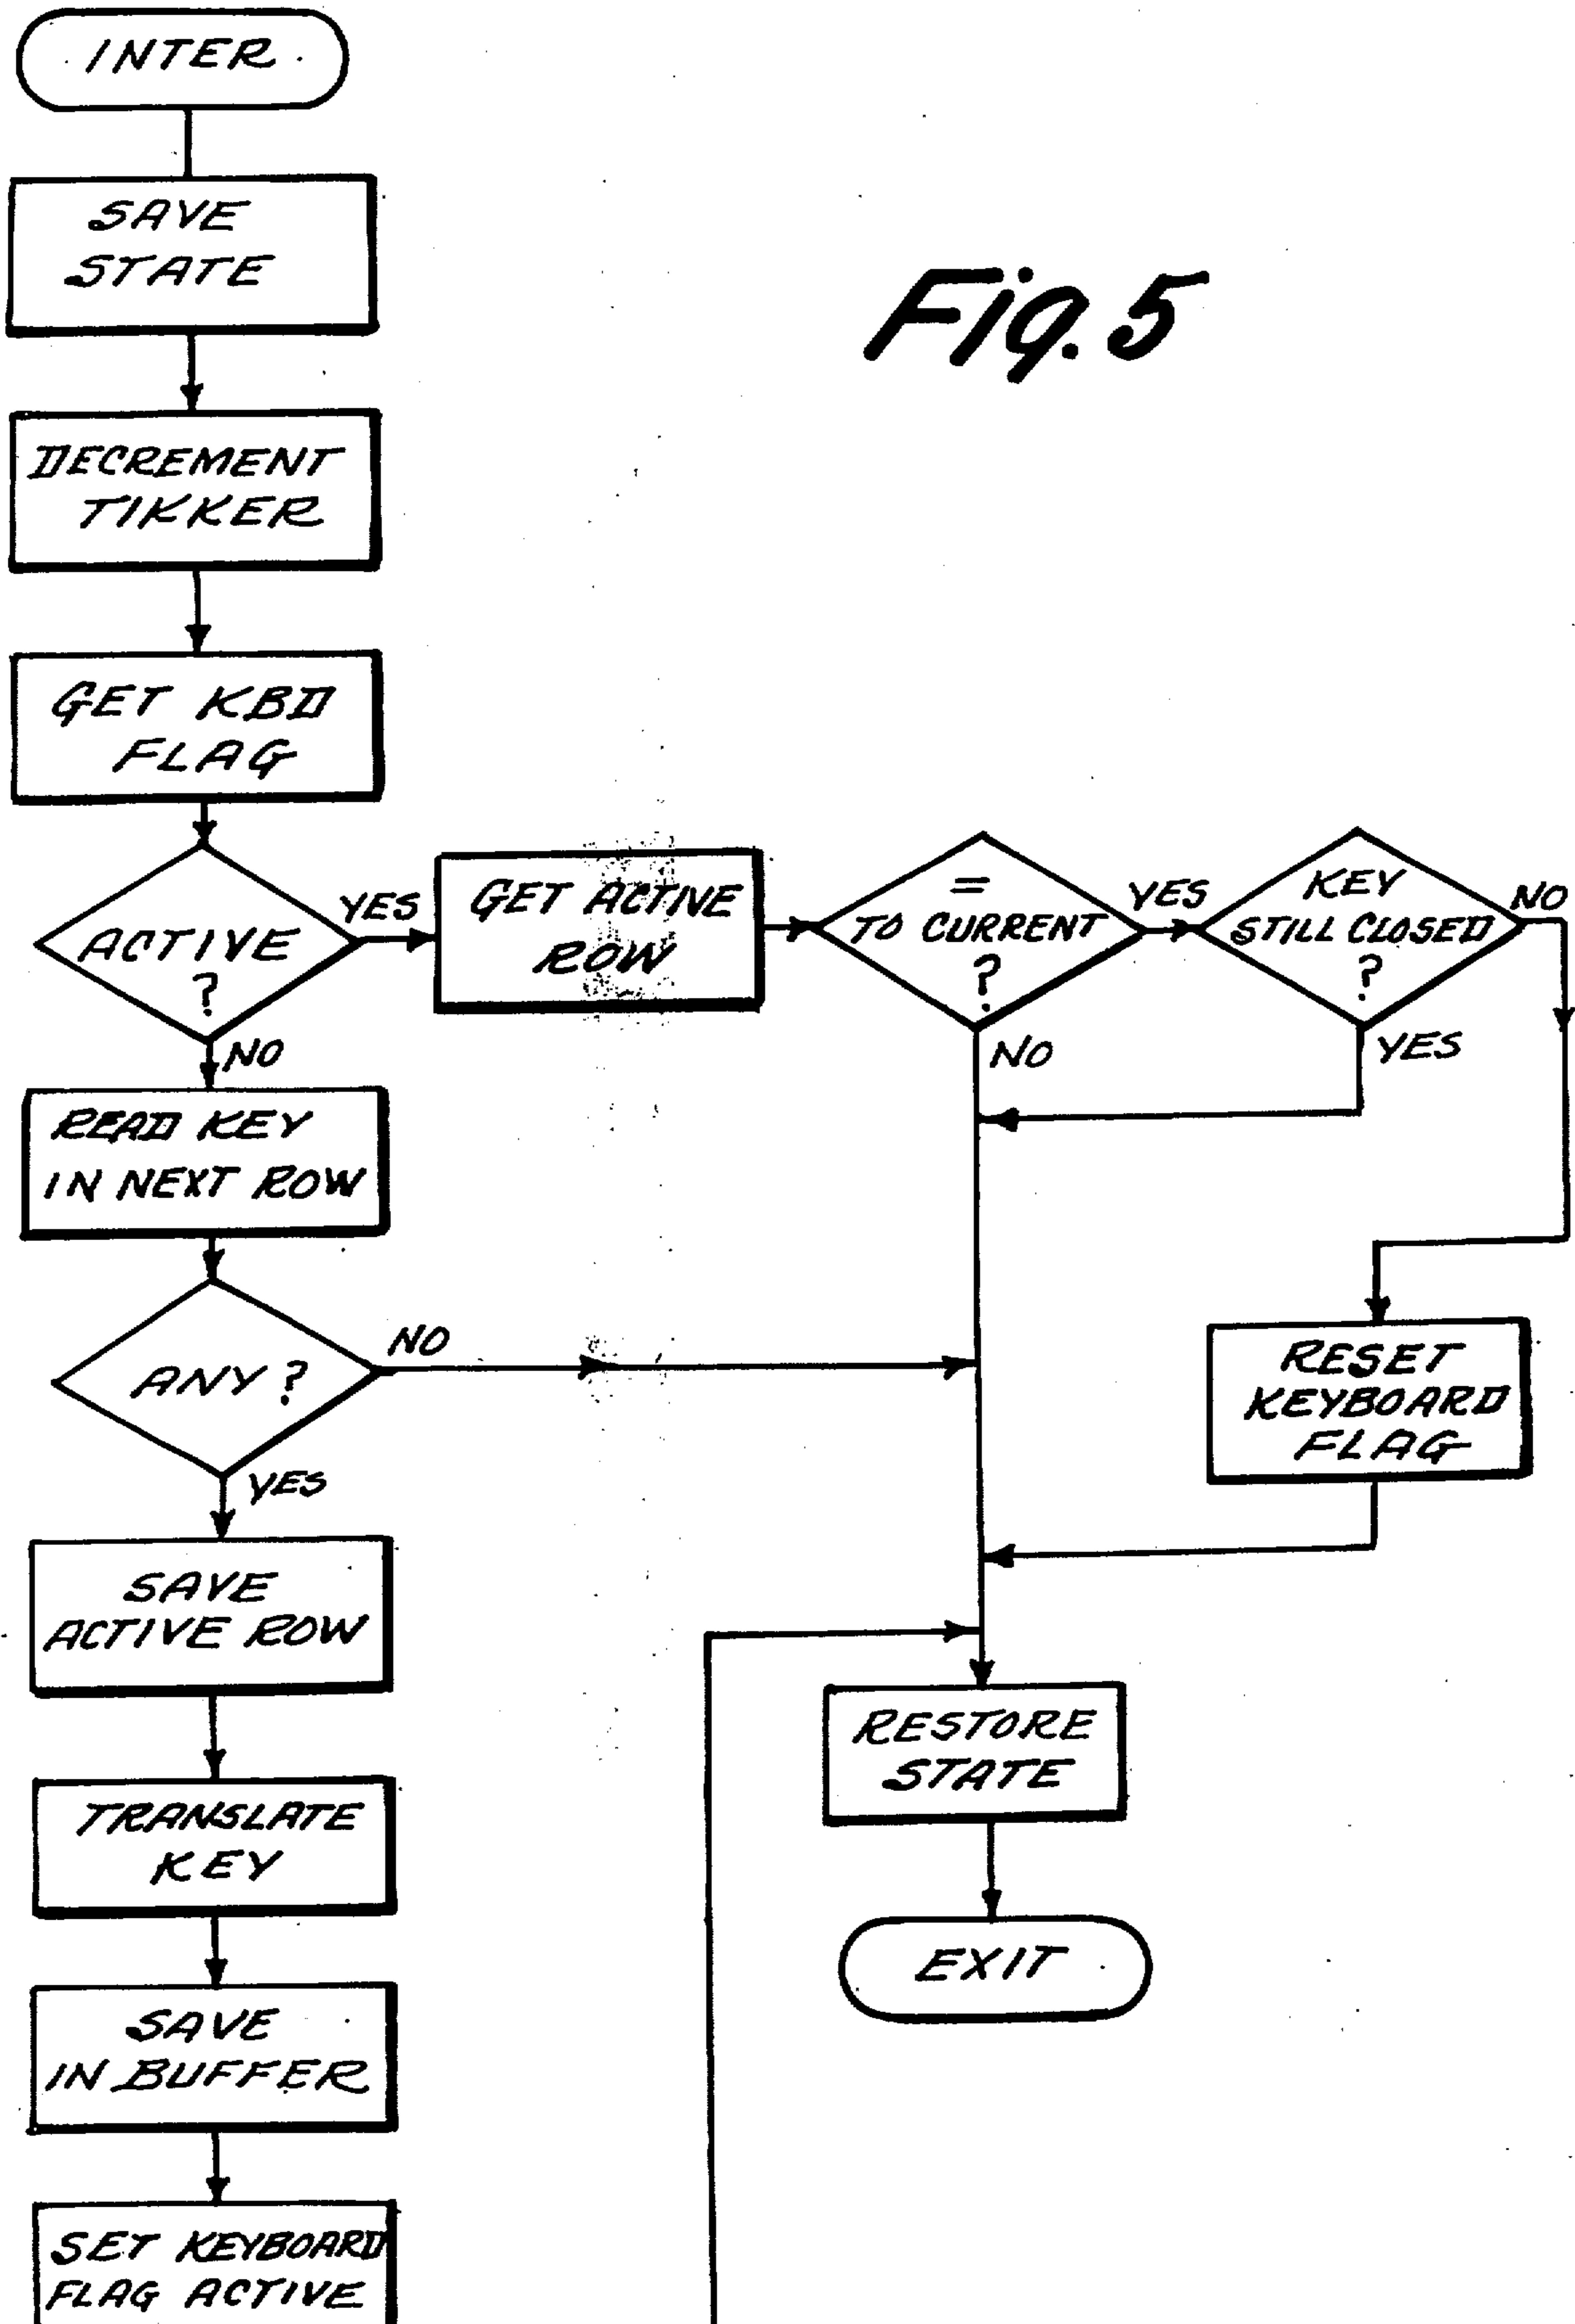 INTER
SAVE
STATE
Fig. 5
DECREMENT
TIKKER
GET KBD
FLAG
ACTIVE
?
YES
GET ACTIVE
ROW
=
TO CURRENT
?
YES
KEY
STILL CLOSED
?
NO
NO
NO
YES
READ KEY
IN NEXT ROW
ANY ?
NO
RESET
KEYBOARD
FLAG
YES
SAVE
ACTIVE ROW
RESTORE
STATE
TRANSLATE
KEY
EXIT
SAVE
IN BUFFER
SET KEYBOARD
FLAG ACTIVE